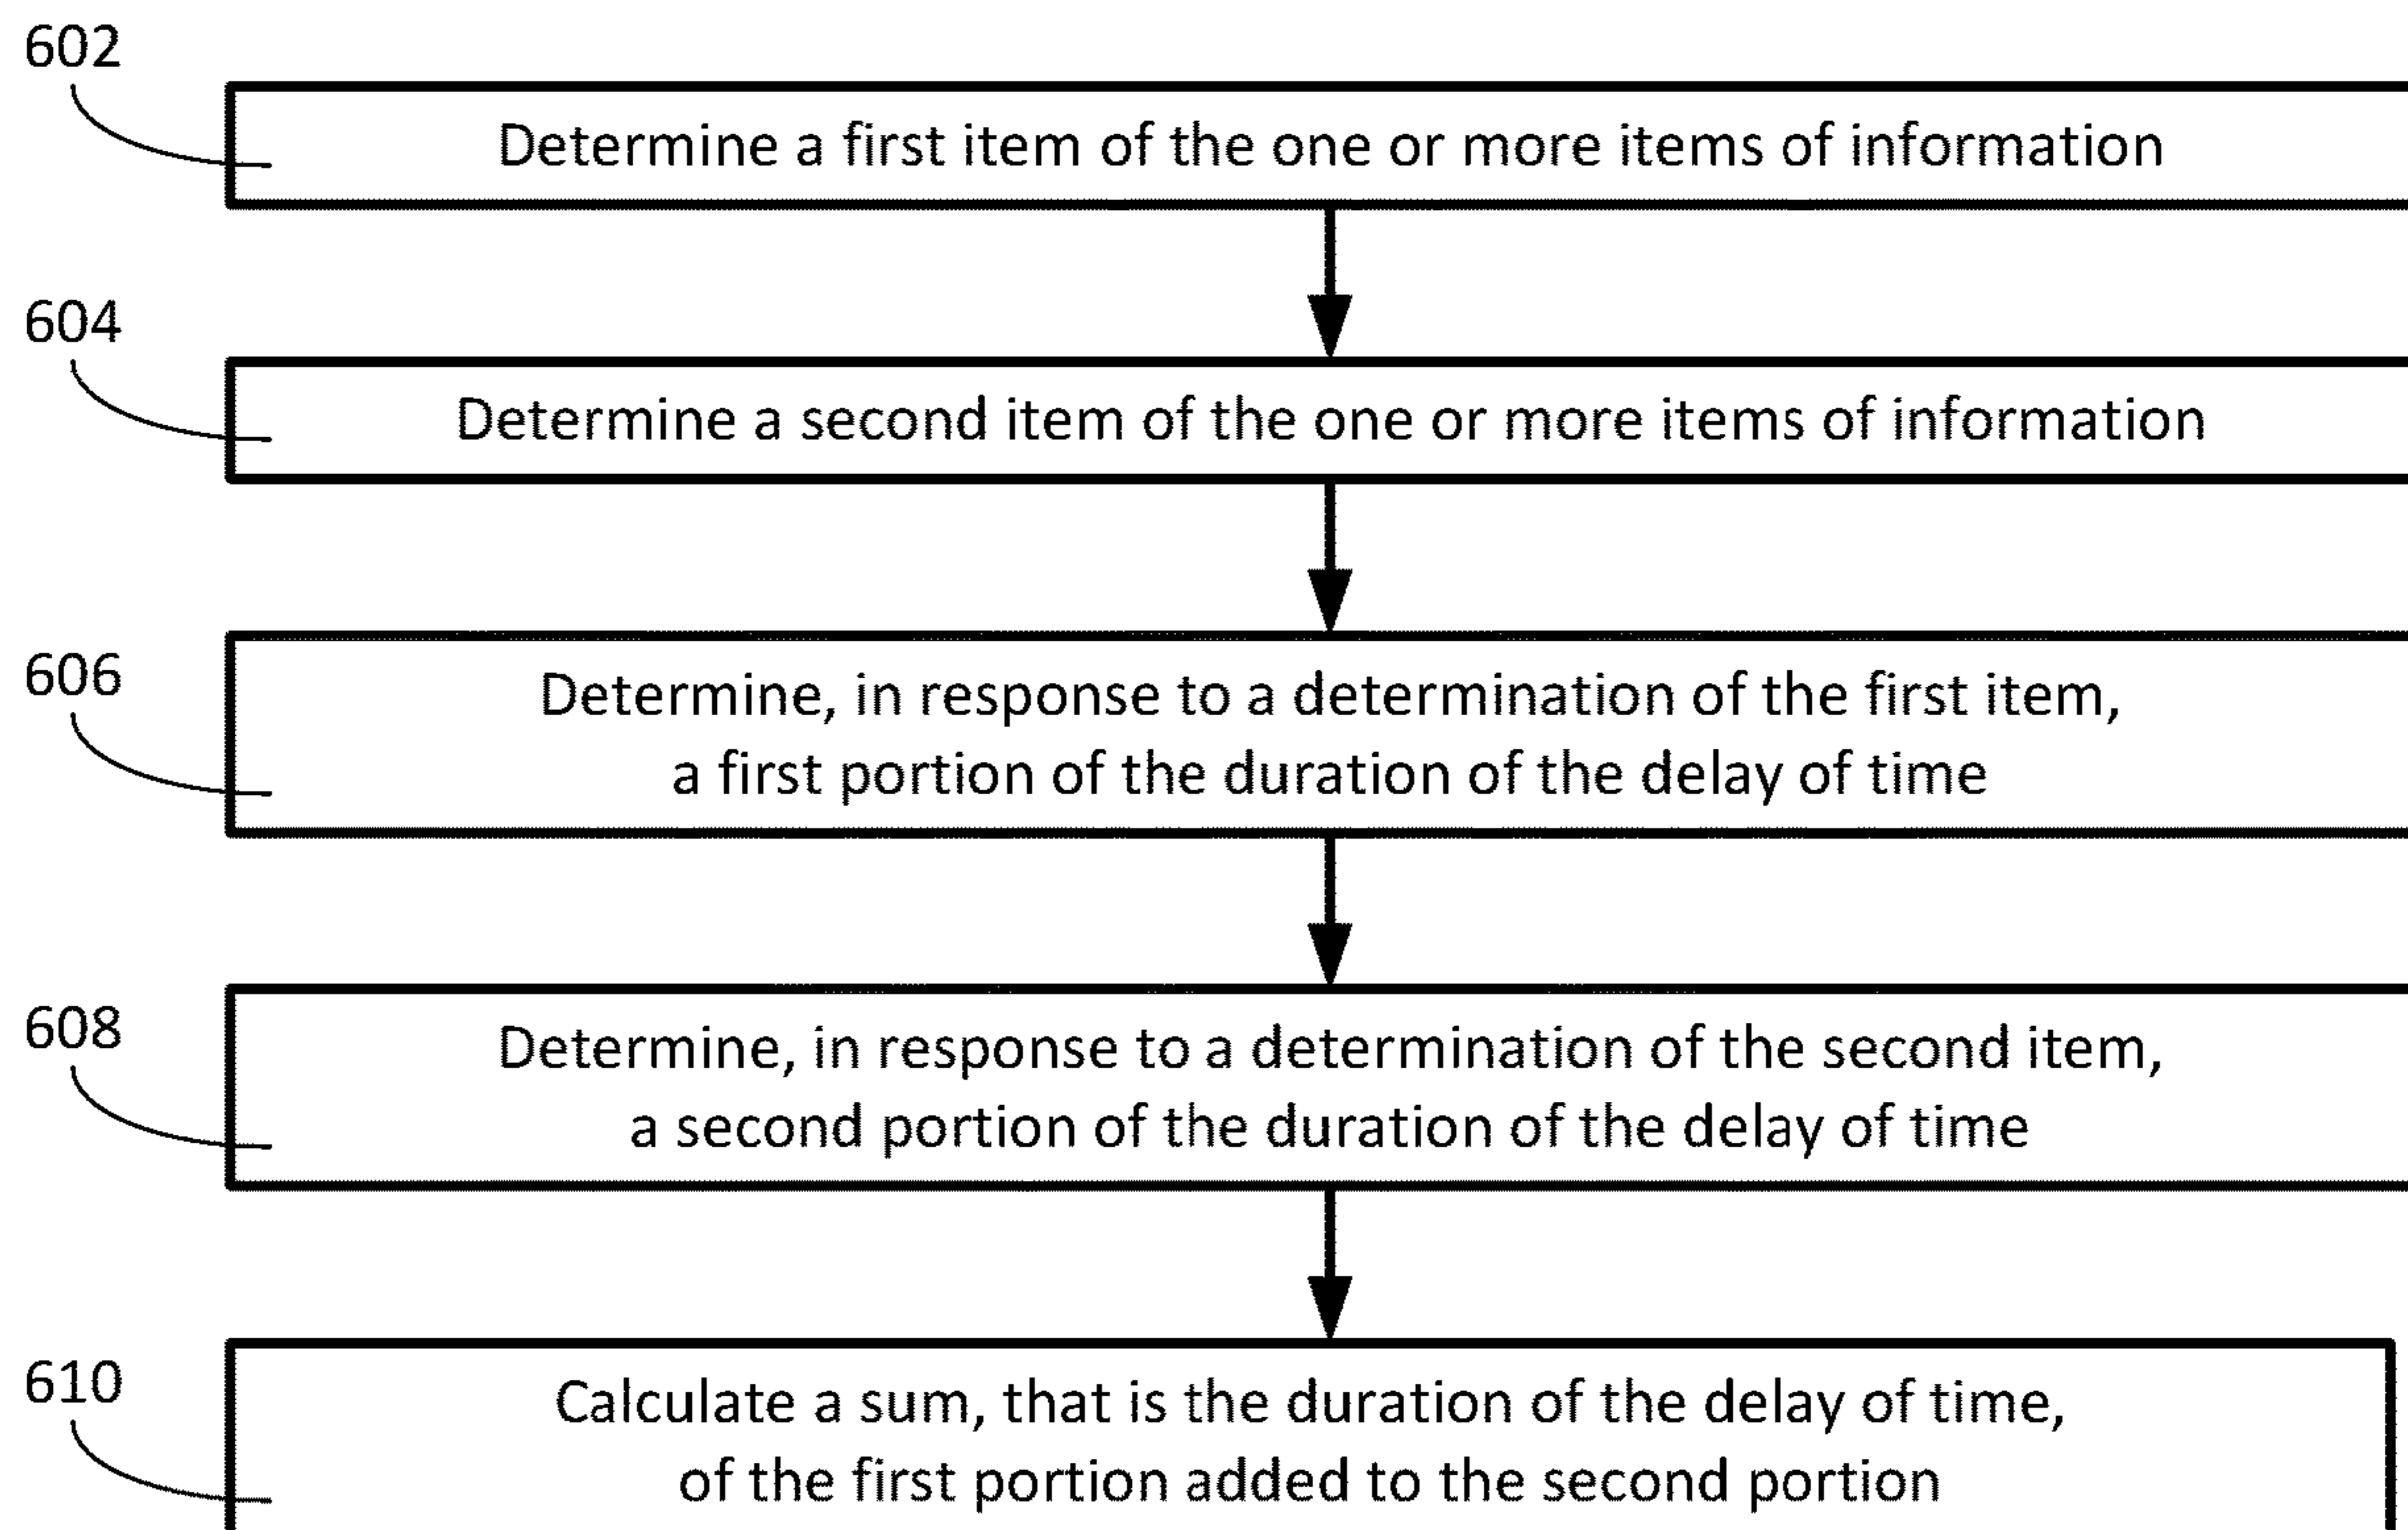 602
Determine a first item of the one or more items of information
604
Determine a second item of the one or more items of information
606
Determine, in response to a determination of the first item,
a first portion of the duration of the delay of time
608
Determine, in response to a determination of the second item,
a second portion of the duration of the delay of time
610
Calculate a sum, that is the duration of the delay of time,
of the first portion added to the second portion